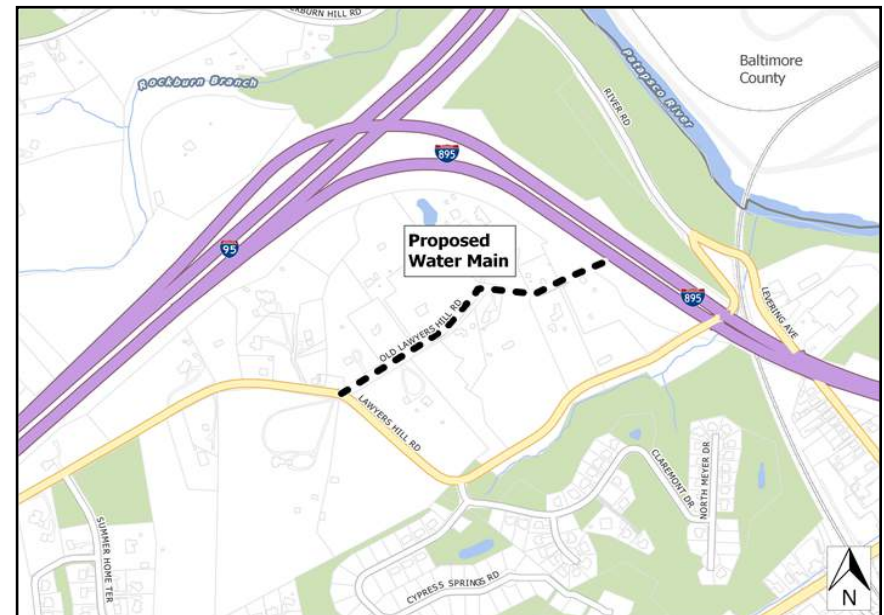 CKBURN HILL RD
Rockburn Branch
Baltimore
County
Patapsco River
RIVER RD
895
95
Proposed
Water Main
895
LEVERING AVE
OLD LAWYERS HILL RD
LAWYERS HILL RD
CLAREMONT DR
NORTH MEYER DR
SUMMER HOME TER
CYPRESS SPRINGS RD
N